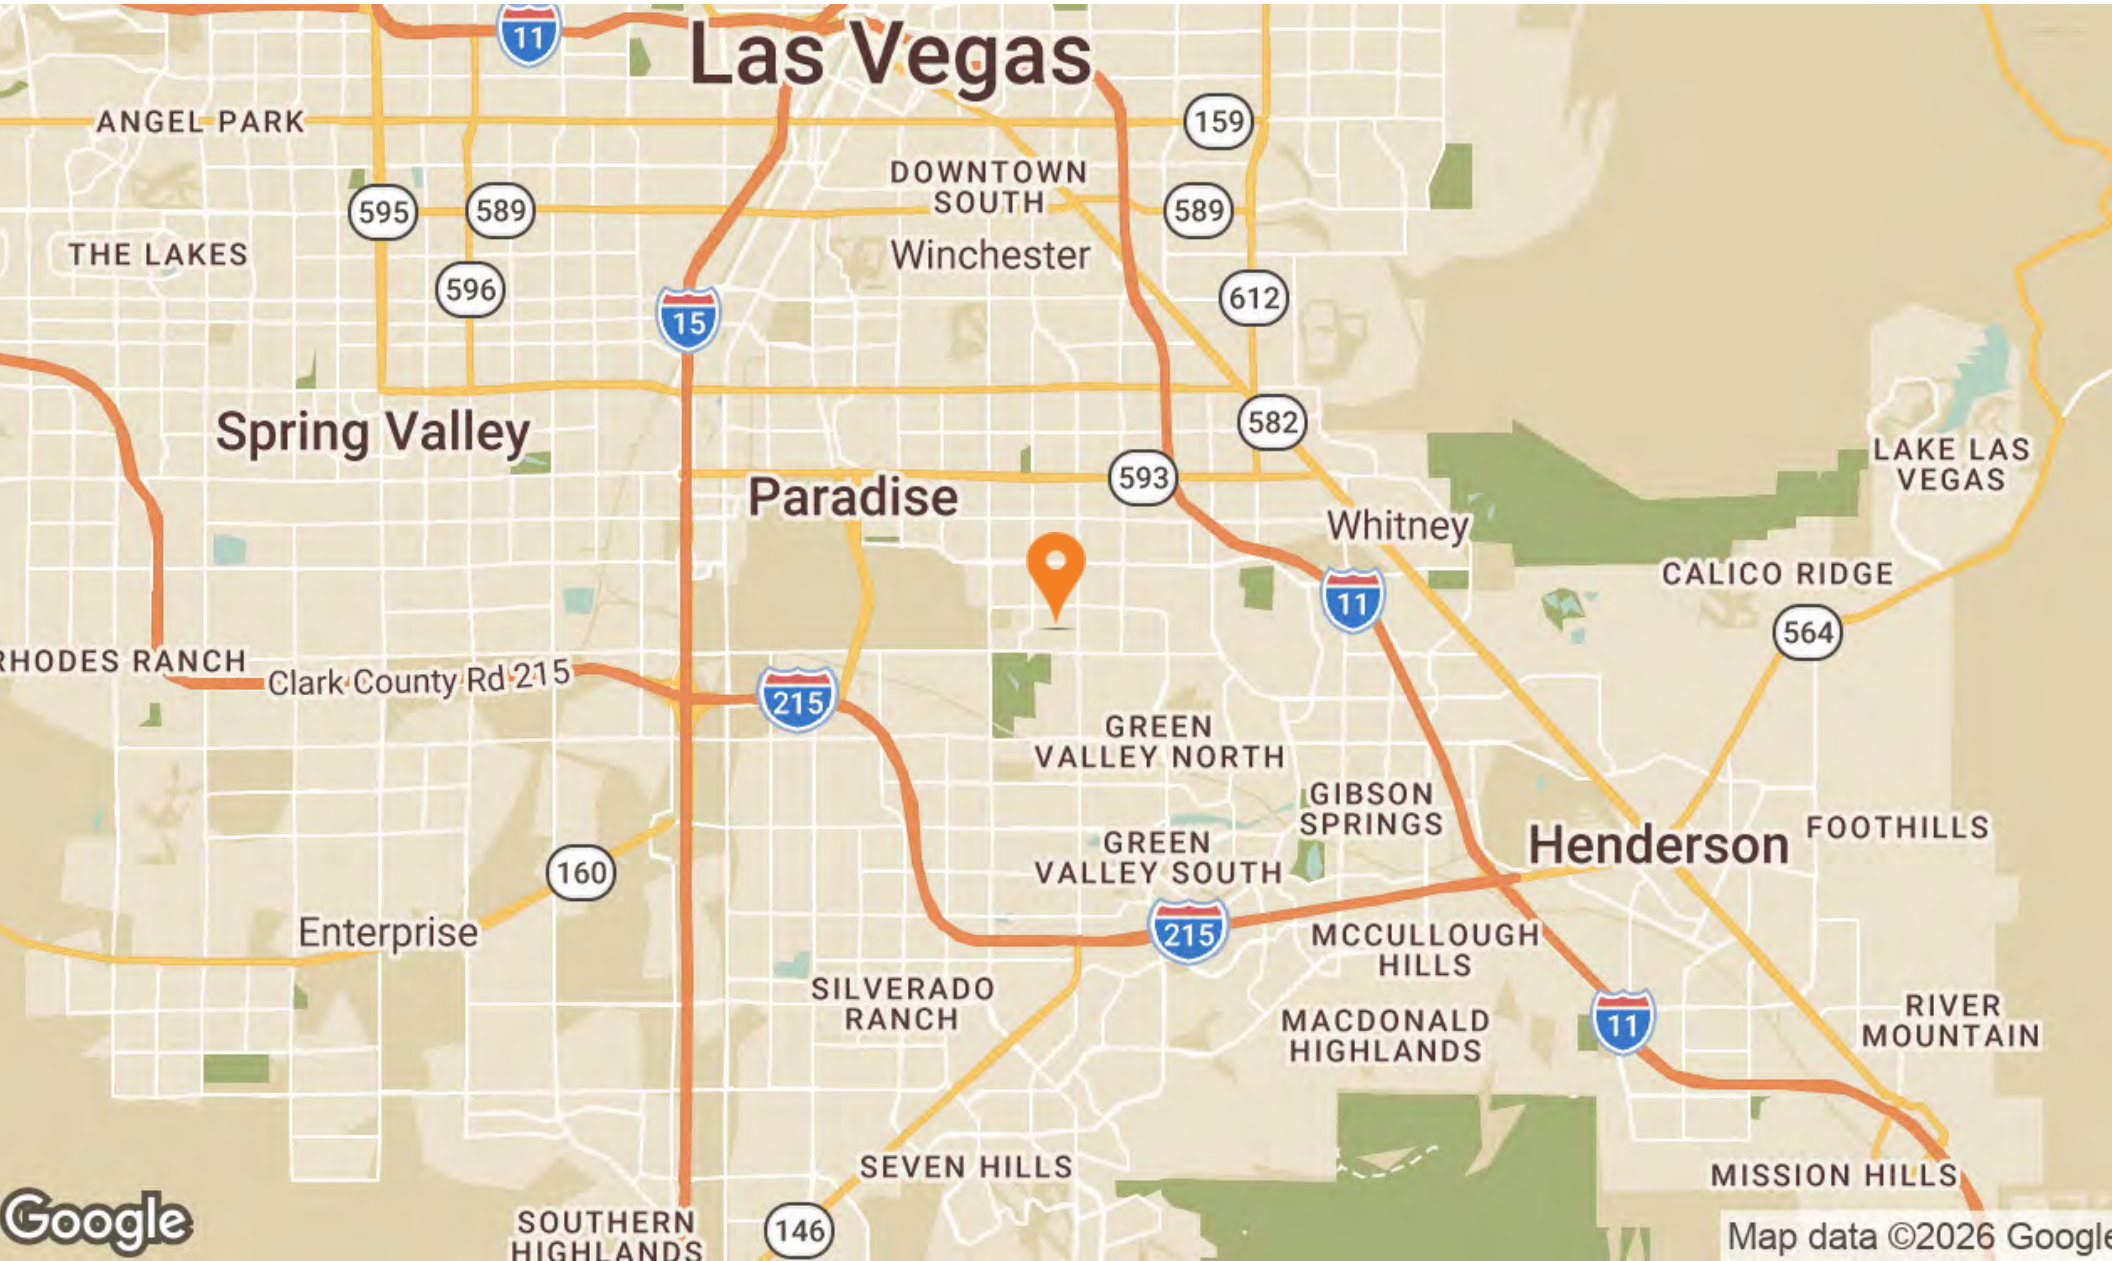 11
Las Vegas
ANGEL PARK
159
DOWNTOWN
SOUTH
595
589
589
THE LAKES
Winchester
596
612
15
582
Spring Valley
LAKE LAS
VEGAS
593
Paradise
Whitney
CALICO RIDGE
11
564
RHODES RANCH
Clark County Rd 215
215
GREEN
VALLEY NORTH
GIBSON
SPRINGS
GREEN
VALLEY SOUTH
Henderson
FOOTHILLS
160
Enterprise
215
MCCULLOUGH
HILLS
SILVERADO
RANCH
MACDONALD
HIGHLANDS
11
RIVER
MOUNTAIN
SEVEN HILLS
MISSION HILLS
Google
SOUTHERN
HIGHLANDS
146
Map data ©2026 Google